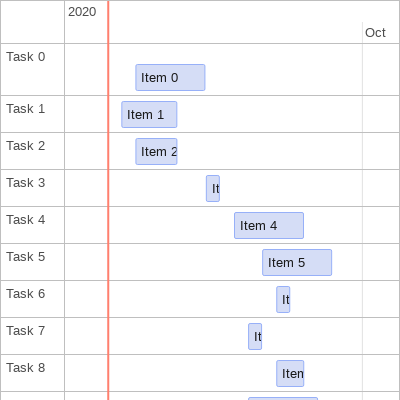 2020
Oct
Task 0
Item 0
Task 1
Item 1
Task 2
Item 2
Task 3
It
Task 4
Item 4
Task 5
Item 5
Task 6
It
Task 7
It
Task 8
Iten